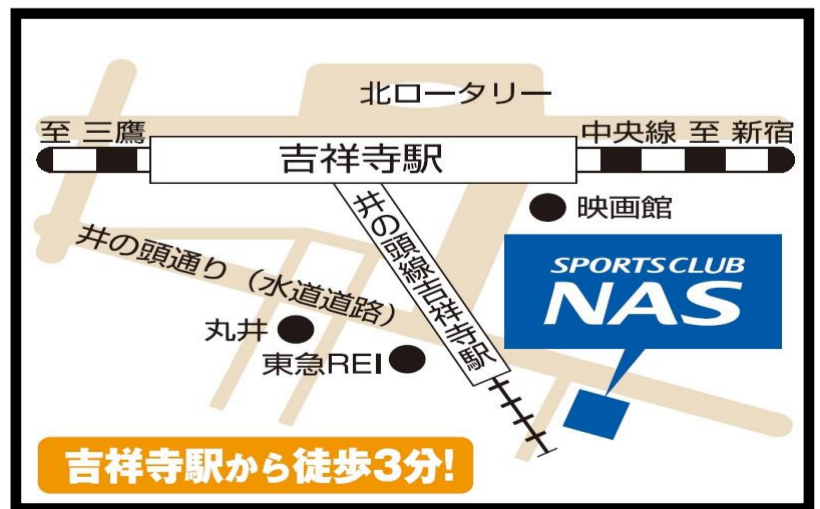 北ロータリー
至 三鷹
中央線 至 新宿
吉祥寺駅
映画館
井の頭線吉祥寺駅
井の頭通り（水道道路）
SPORTS CLUB
NAS
丸井
東急REI
吉祥寺駅から徒歩3分!